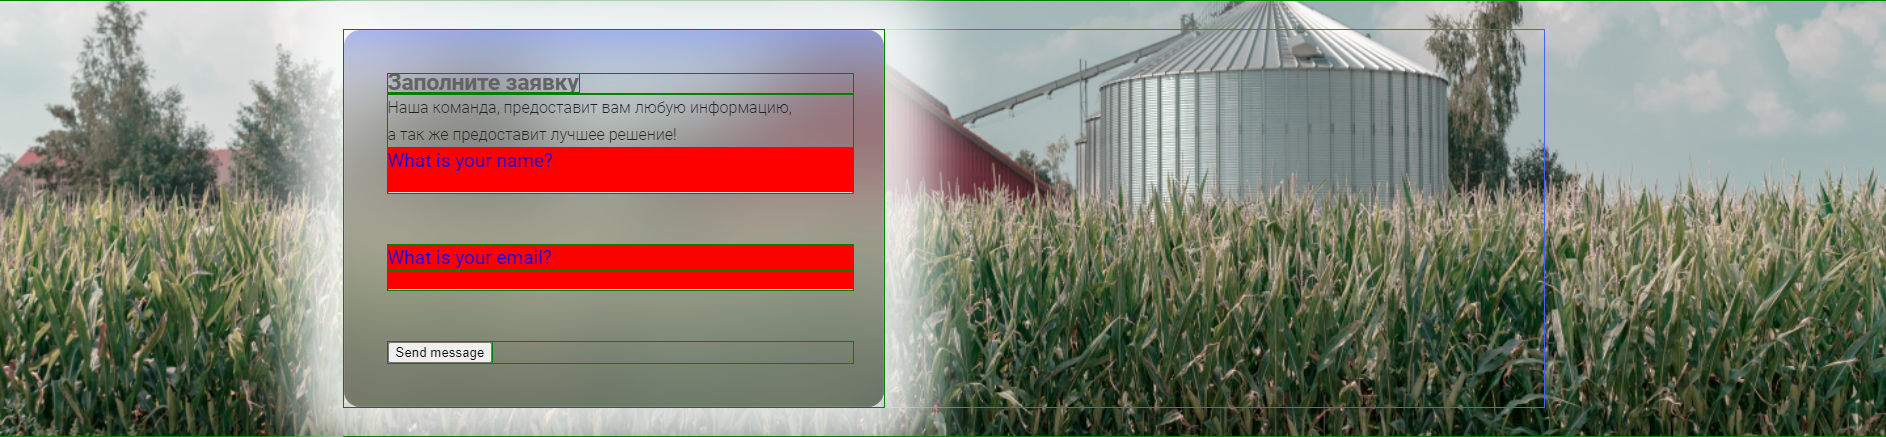 Заполните заявку
Наша команда, предоставит вам любую информацию,
а так же предоставит лучшее решение!
What is your name?
What is your email?
Send message